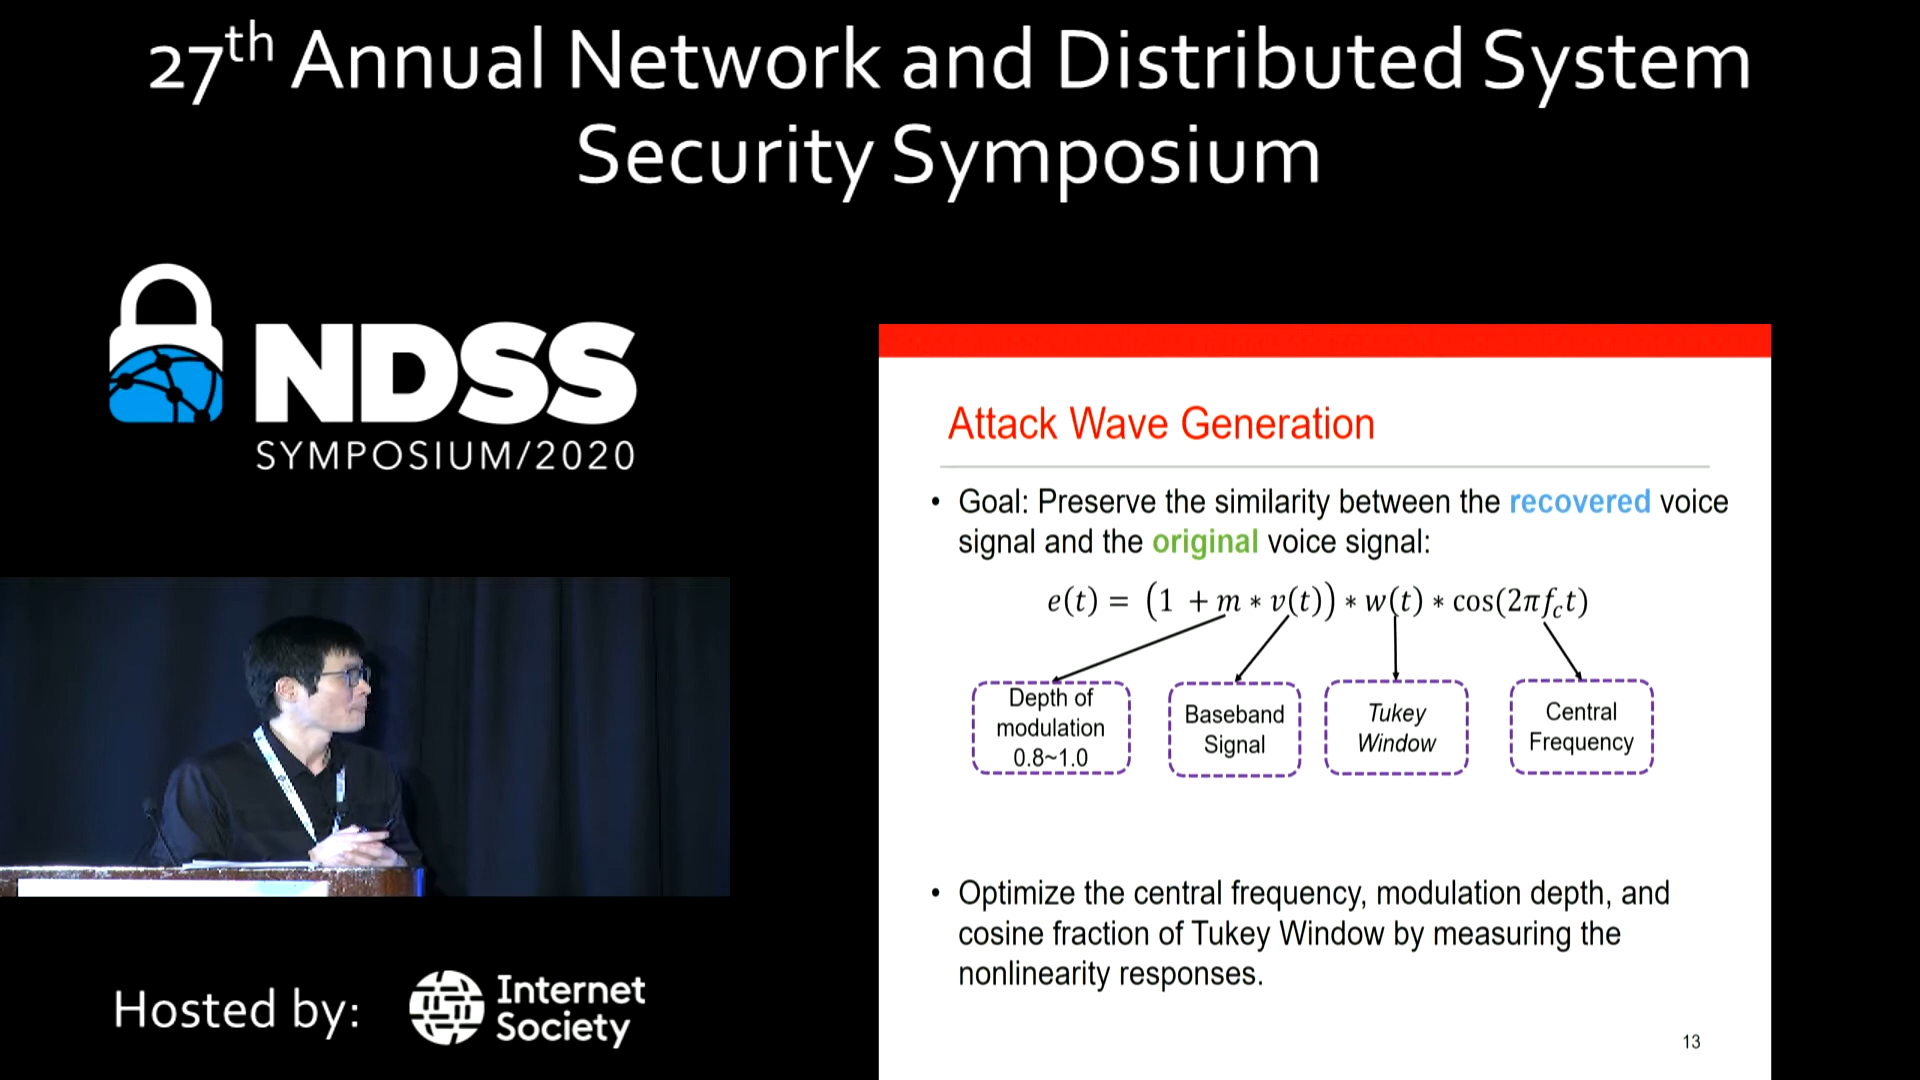 27th Annual Network and Distributed System
Security Symposium
NDSS
SYMPOSIUM/2020
Attack Wave Generation
• Goal: Preserve the similarity between the recovered voice
signal and the original voice signal:
e(t) = (1 + m * v(t)) * w(t) * cos(2πf_c t)
Depth of
modulation
0.8~1.0
Baseband
Signal
Tukey
Window
Central
Frequency
• Optimize the central frequency, modulation depth, and
cosine fraction of Tukey Window by measuring the
nonlinearity responses.
13
Hosted by:
Internet
Society